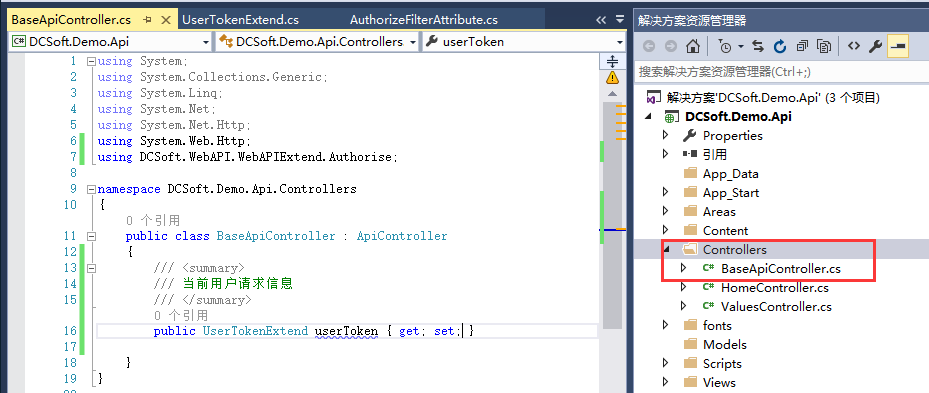 BaseApiController.cs
UserTokenExtend.cs
AuthorizeFilterAttribute.cs
DCSoft.Demo.Api
DCSoft.Demo.Api.Controllers
userToken
1 using System;
2 using System.Collections.Generic;
3 using System.Linq;
4 using System.Net;
5 using System.Net.Http;
6 using System.Web.Http;
7 using DCSoft.WebAPI.WebAPIExtend.Authorise;
8
9 namespace DCSoft.Demo.Api.Controllers
10 {
0 个引用
11 public class BaseApiController : ApiController
12 {
13 /// <summary>
14 /// 当前用户请求信息
15 /// </summary>
0 个引用
16 public UserTokenExtend userToken { get; set; }
17
18 }
19 }
解决方案资源管理器
搜索解决方案资源管理器(Ctrl+;)
解决方案'DCSoft.Demo.Api' (3 个项目)
DCSoft.Demo.Api
Properties
引用
App_Data
App_Start
Areas
Content
Controllers
BaseApiController.cs
HomeController.cs
ValuesController.cs
fonts
Models
Scripts
Views